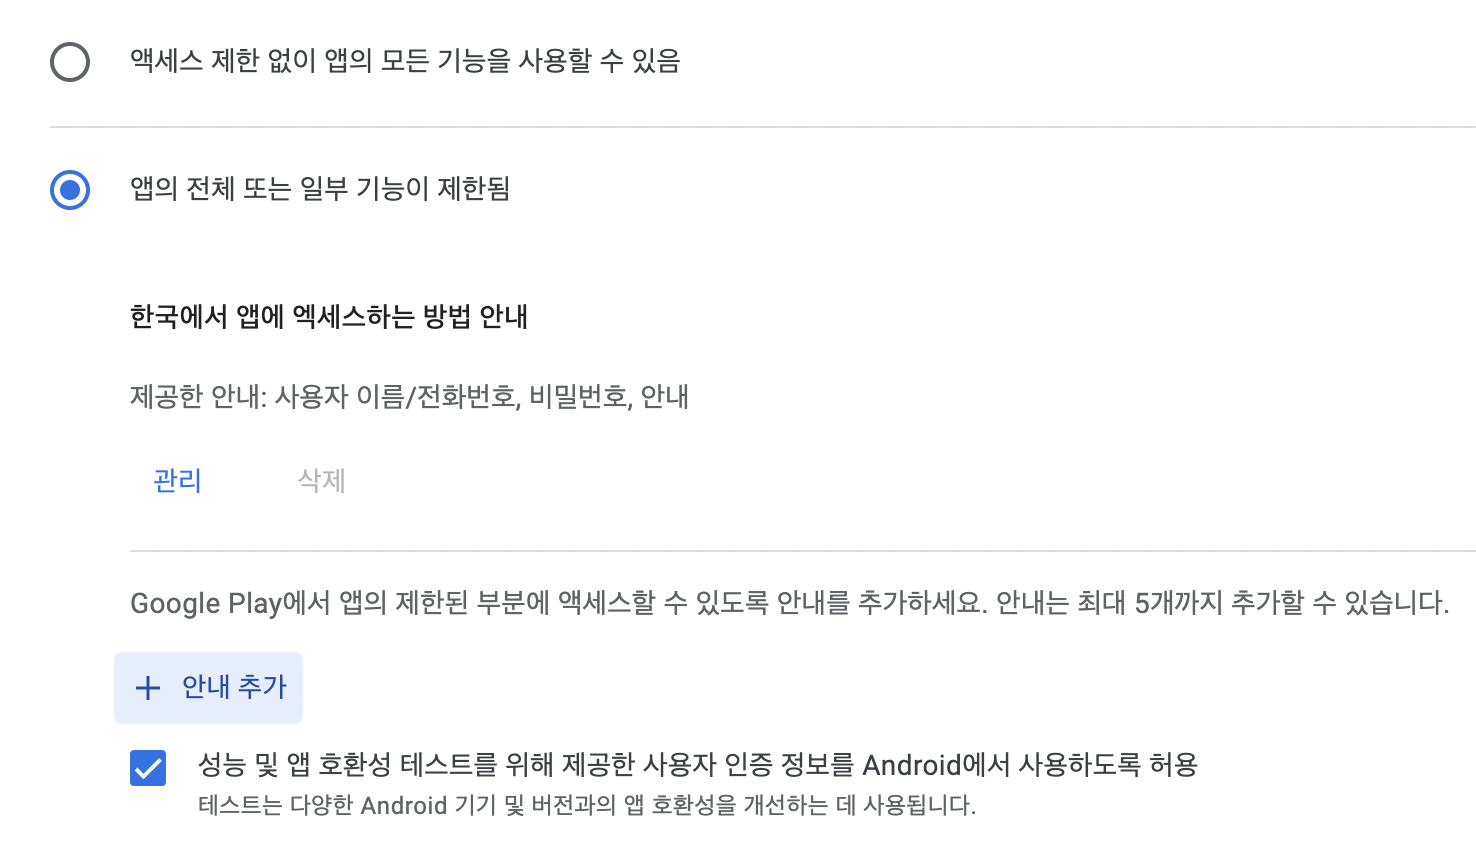 액세스 제한 없이 앱의 모든 기능을 사용할 수 있음
앱의 전체 또는 일부 기능이 제한됨
한국에서 앱에 엑세스하는 방법 안내
제공한 안내: 사용자 이름/전화번호, 비밀번호, 안내
관리 삭제
Google Play에서 앱의 제한된 부분에 액세스할 수 있도록 안내를 추가하세요. 안내는 최대 5개까지 추가할 수 있습니다.
+ 안내 추가
성능 및 앱 호환성 테스트를 위해 제공한 사용자 인증 정보를 Android에서 사용하도록 허용
테스트는 다양한 Android 기기 및 버전과의 앱 호환성을 개선하는 데 사용됩니다.